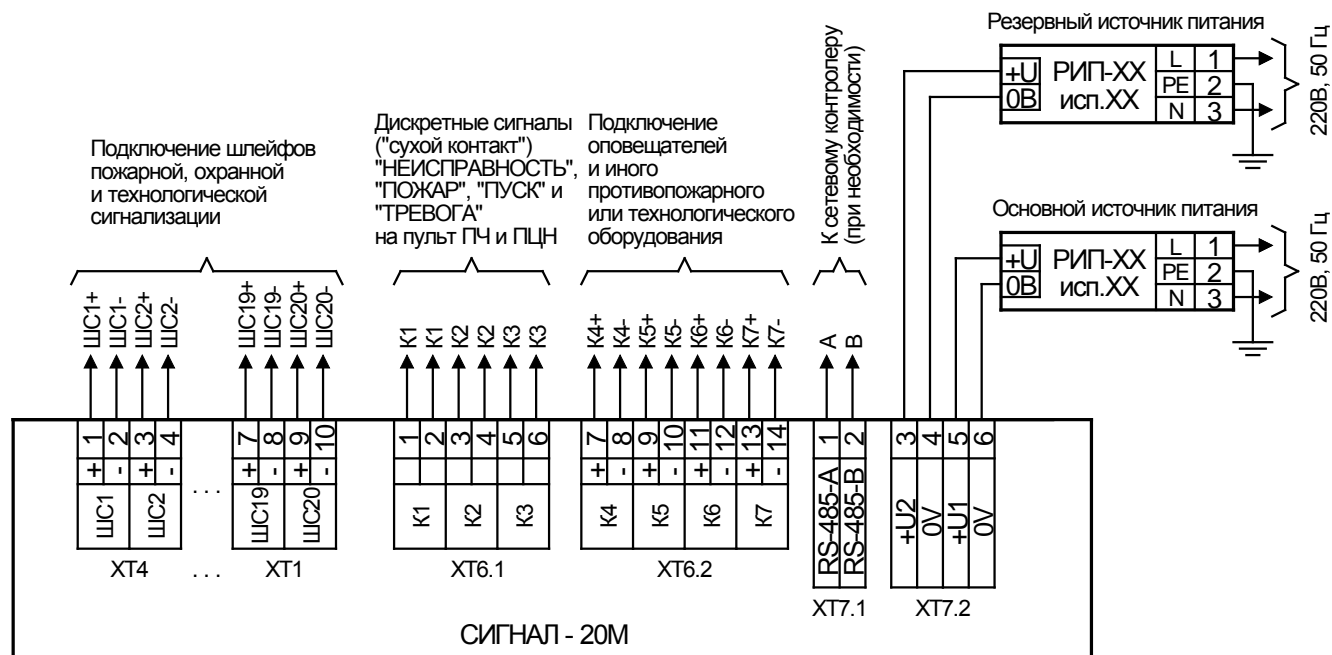 Резервный источник питания
+U
0В
РИП-ХХ
исп.ХХ
L
1
PE
2
N
3
220В, 50 Гц
Основной источник питания
+U
0В
РИП-ХХ
исп.ХХ
L
1
PE
2
N
3
220В, 50 Гц
Подключение шлейфов
пожарной, охранной
и технологической
сигнализации
Дискретные сигналы
("сухой контакт")
"НЕИСПРАВНОСТЬ",
"ПОЖАР", "ПУСК" и
"ТРЕВОГА"
на пульт ПЧ и ПЦН
Подключение
оповещателей
и иного
противопожарного
или технологического
оборудования
К сетевому контролеру
(при необходимости)
ШС1+
ШС1-
ШС2+
ШС2-
ШС19+
ШС19-
ШС20+
ШС20-
К1
К1
К2
К2
К3
К3
К4+
К4-
К5+
К5-
К6+
К6-
К7+
К7-
А
В
1
2
3
4
7
8
9
10
1
2
3
4
5
6
7
8
9
10
11
12
13
14
1
2
3
4
5
6
+
-
+
-
+
-
+
-
+
-
+
-
+
-
+
-
ШС1
ШС2
. . .
ШС19
ШС20
К1
К2
К3
К4
К5
К6
К7
RS-485-A
RS-485-B
+U2
0V
+U1
0V
ХТ4
. . .
ХТ1
ХТ6.1
ХТ6.2
ХТ7.1
ХТ7.2
СИГНАЛ - 20М